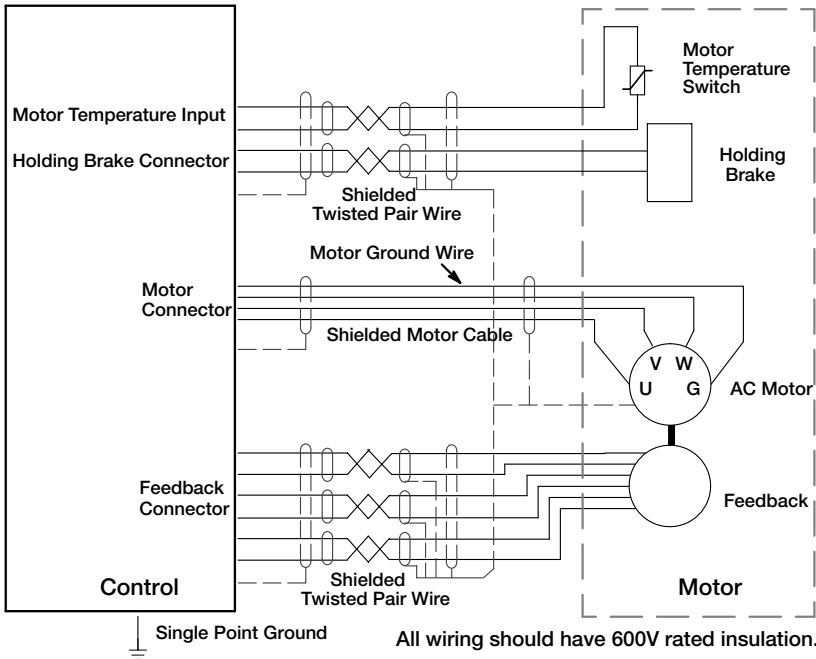 Motor
Temperature
Switch
Motor Temperature Input
Holding Brake Connector
Holding
Brake
Shielded
Twisted Pair Wire
Motor Ground Wire
Motor
Connector
Shielded Motor Cable
V W
U G
AC Motor
Feedback
Connector
Feedback
Control
Shielded
Twisted Pair Wire
Motor
Single Point Ground
All wiring should have 600V rated insulation.